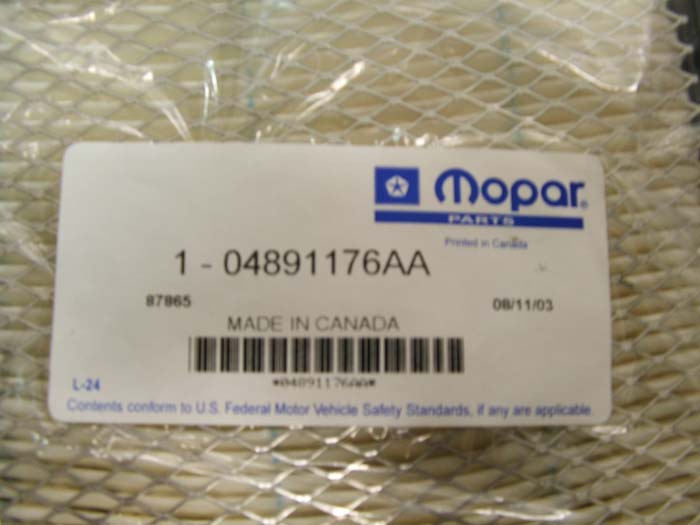 Mopar®
PARTS
Printed in Canada
1 - 04891176AA
87865 08/11/03
MADE IN CANADA
*04891176AA*
L-24
Contents conform to U.S. Federal Motor Vehicle Safety Standards, if any are applicable